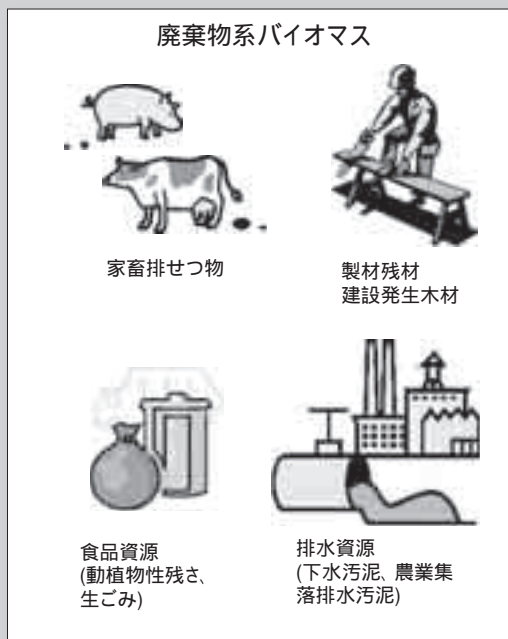 廃棄物系バイオマス
家畜排せつ物
製材残材
建設発生木材
食品資源
(動植物性残さ、
生ごみ)
排水資源
(下水汚泥、農業集
落排水汚泥)